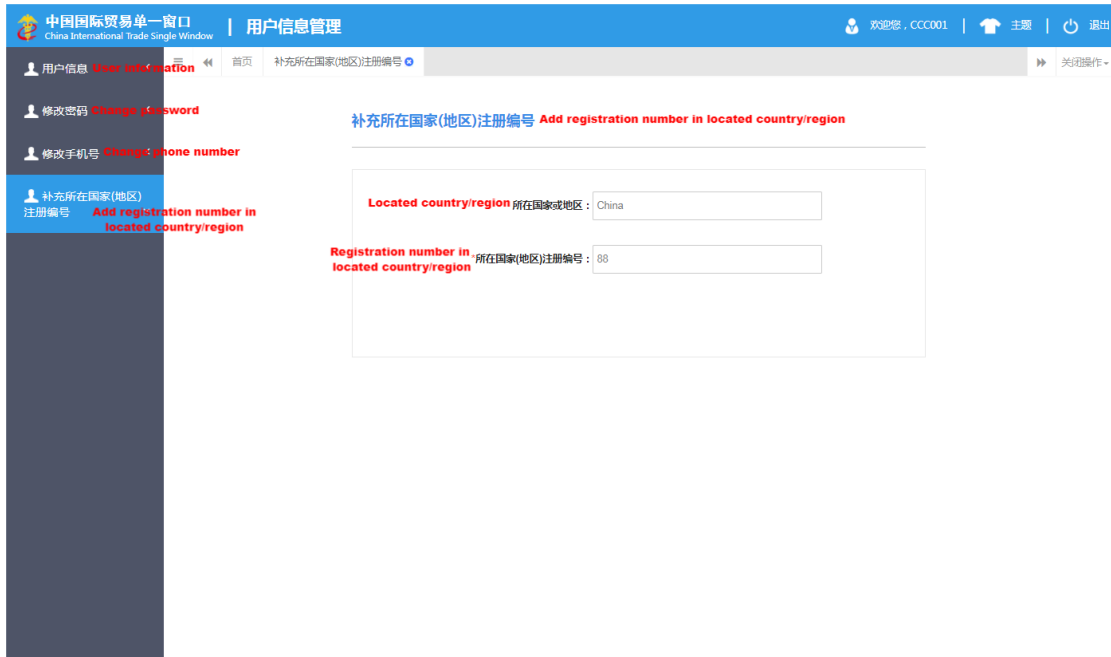 中国国际贸易单一窗口
China International Trade Single Window
用户信息管理
欢迎您，CCC001
主题
退出
用户信息 User information
首页
补充所在国家(地区)注册编号
关闭操作
修改密码 Change password
修改手机号 Change phone number
补充所在国家(地区)
注册编号 Add registration number in
located country/region
补充所在国家(地区)注册编号 Add registration number in located country/region
Located country/region 所在国家或地区： China
Registration number in
located country/region *所在国家(地区)注册编号： 88